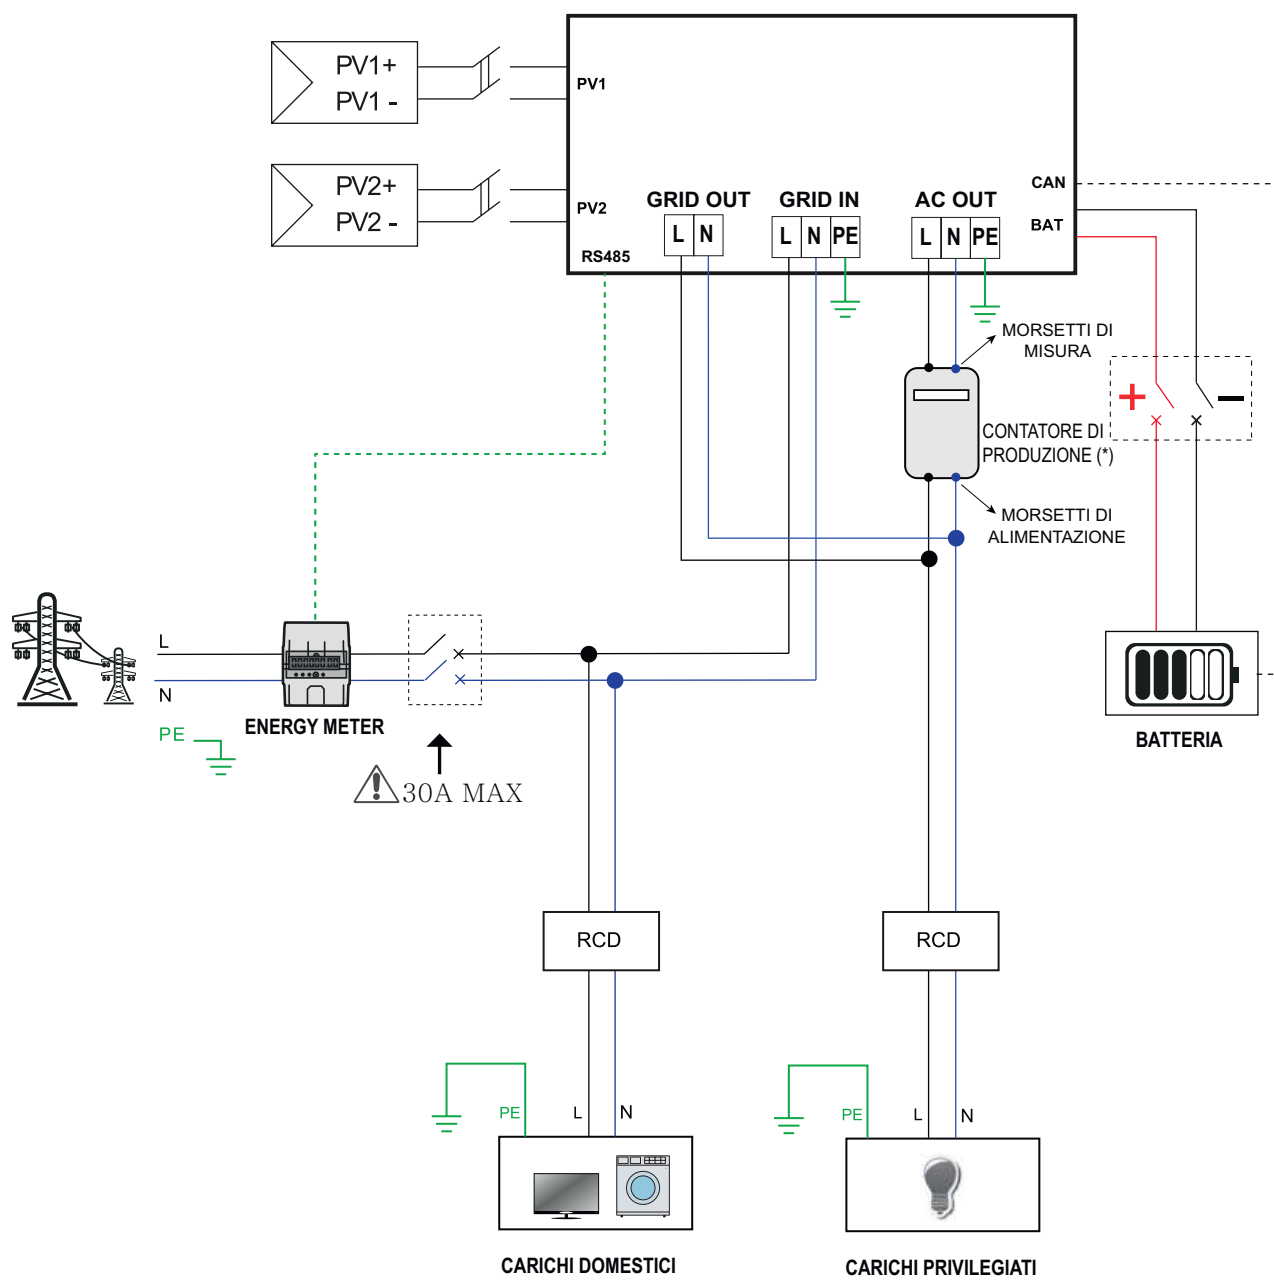 PV1+
PV1 -
PV1
PV2+
PV2 -
PV2
RS485
GRID OUT
L N
GRID IN
L N PE
AC OUT
L N PE
CAN
BAT
MORSETTI DI
MISURA
+ −
CONTATORE DI
PRODUZIONE (*)
MORSETTI DI
ALIMENTAZIONE
L
N
PE
ENERGY METER
30A MAX
BATTERIA
RCD
RCD
PE L N
PE L N
CARICHI DOMESTICI
CARICHI PRIVILEGIATI